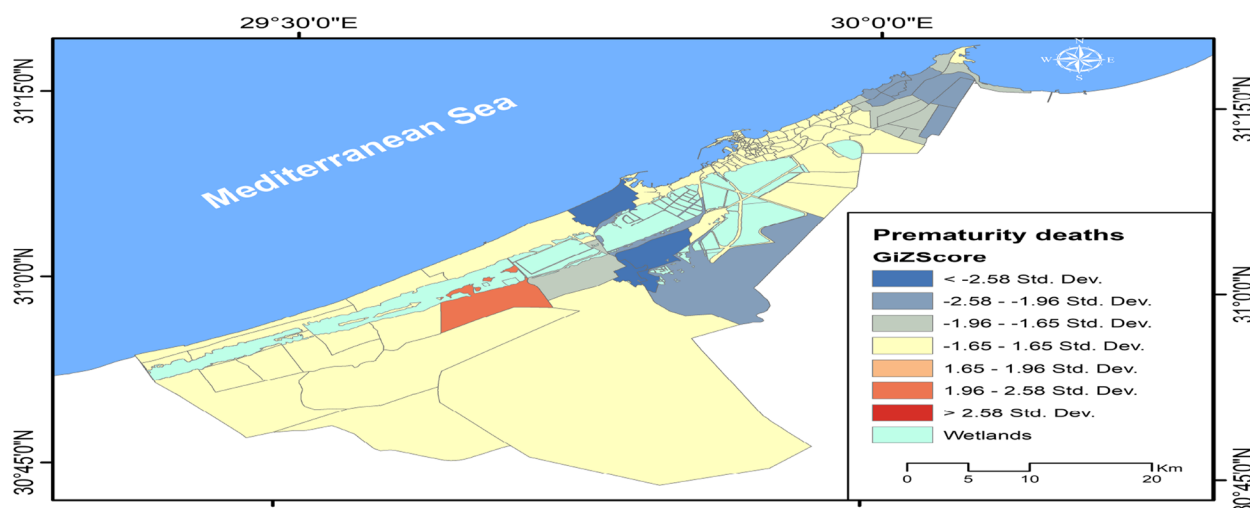 29°30'0"E
30°0'0"E
31°15'0"N
31°15'0"N
N
W
E
S
Mediterranean Sea
Prematurity deaths
GiZScore
< -2.58 Std. Dev.
-2.58 - -1.96 Std. Dev.
-1.96 - -1.65 Std. Dev.
-1.65 - 1.65 Std. Dev.
1.65 - 1.96 Std. Dev.
1.96 - 2.58 Std. Dev.
> 2.58 Std. Dev.
Wetlands
Km
0 5 10 20
31°0'0"N
31°0'0"N
30°45'0"N
30°45'0"N